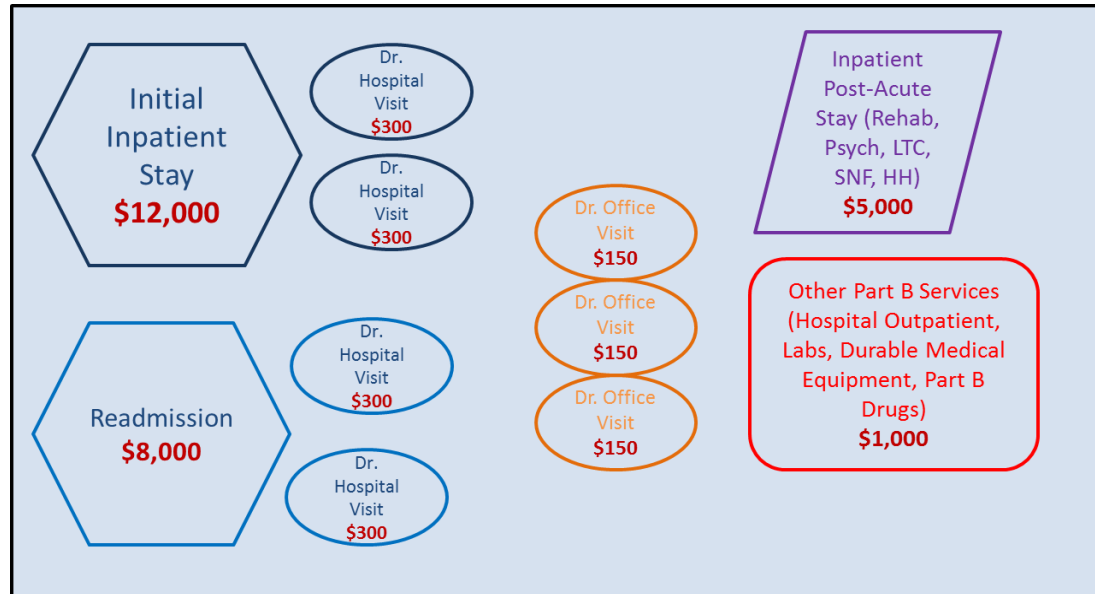 Initial
Inpatient
Stay
$12,000
Dr.
Hospital
Visit
$300
Dr.
Hospital
Visit
$300
Readmission
$8,000
Dr.
Hospital
Visit
$300
Dr.
Hospital
Visit
$300
Dr. Office
Visit
$150
Dr. Office
Visit
$150
Dr. Office
Visit
$150
Inpatient
Post-Acute
Stay (Rehab,
Psych, LTC,
SNF, HH)
$5,000
Other Part B Services
(Hospital Outpatient,
Labs, Durable Medical
Equipment, Part B
Drugs)
$1,000